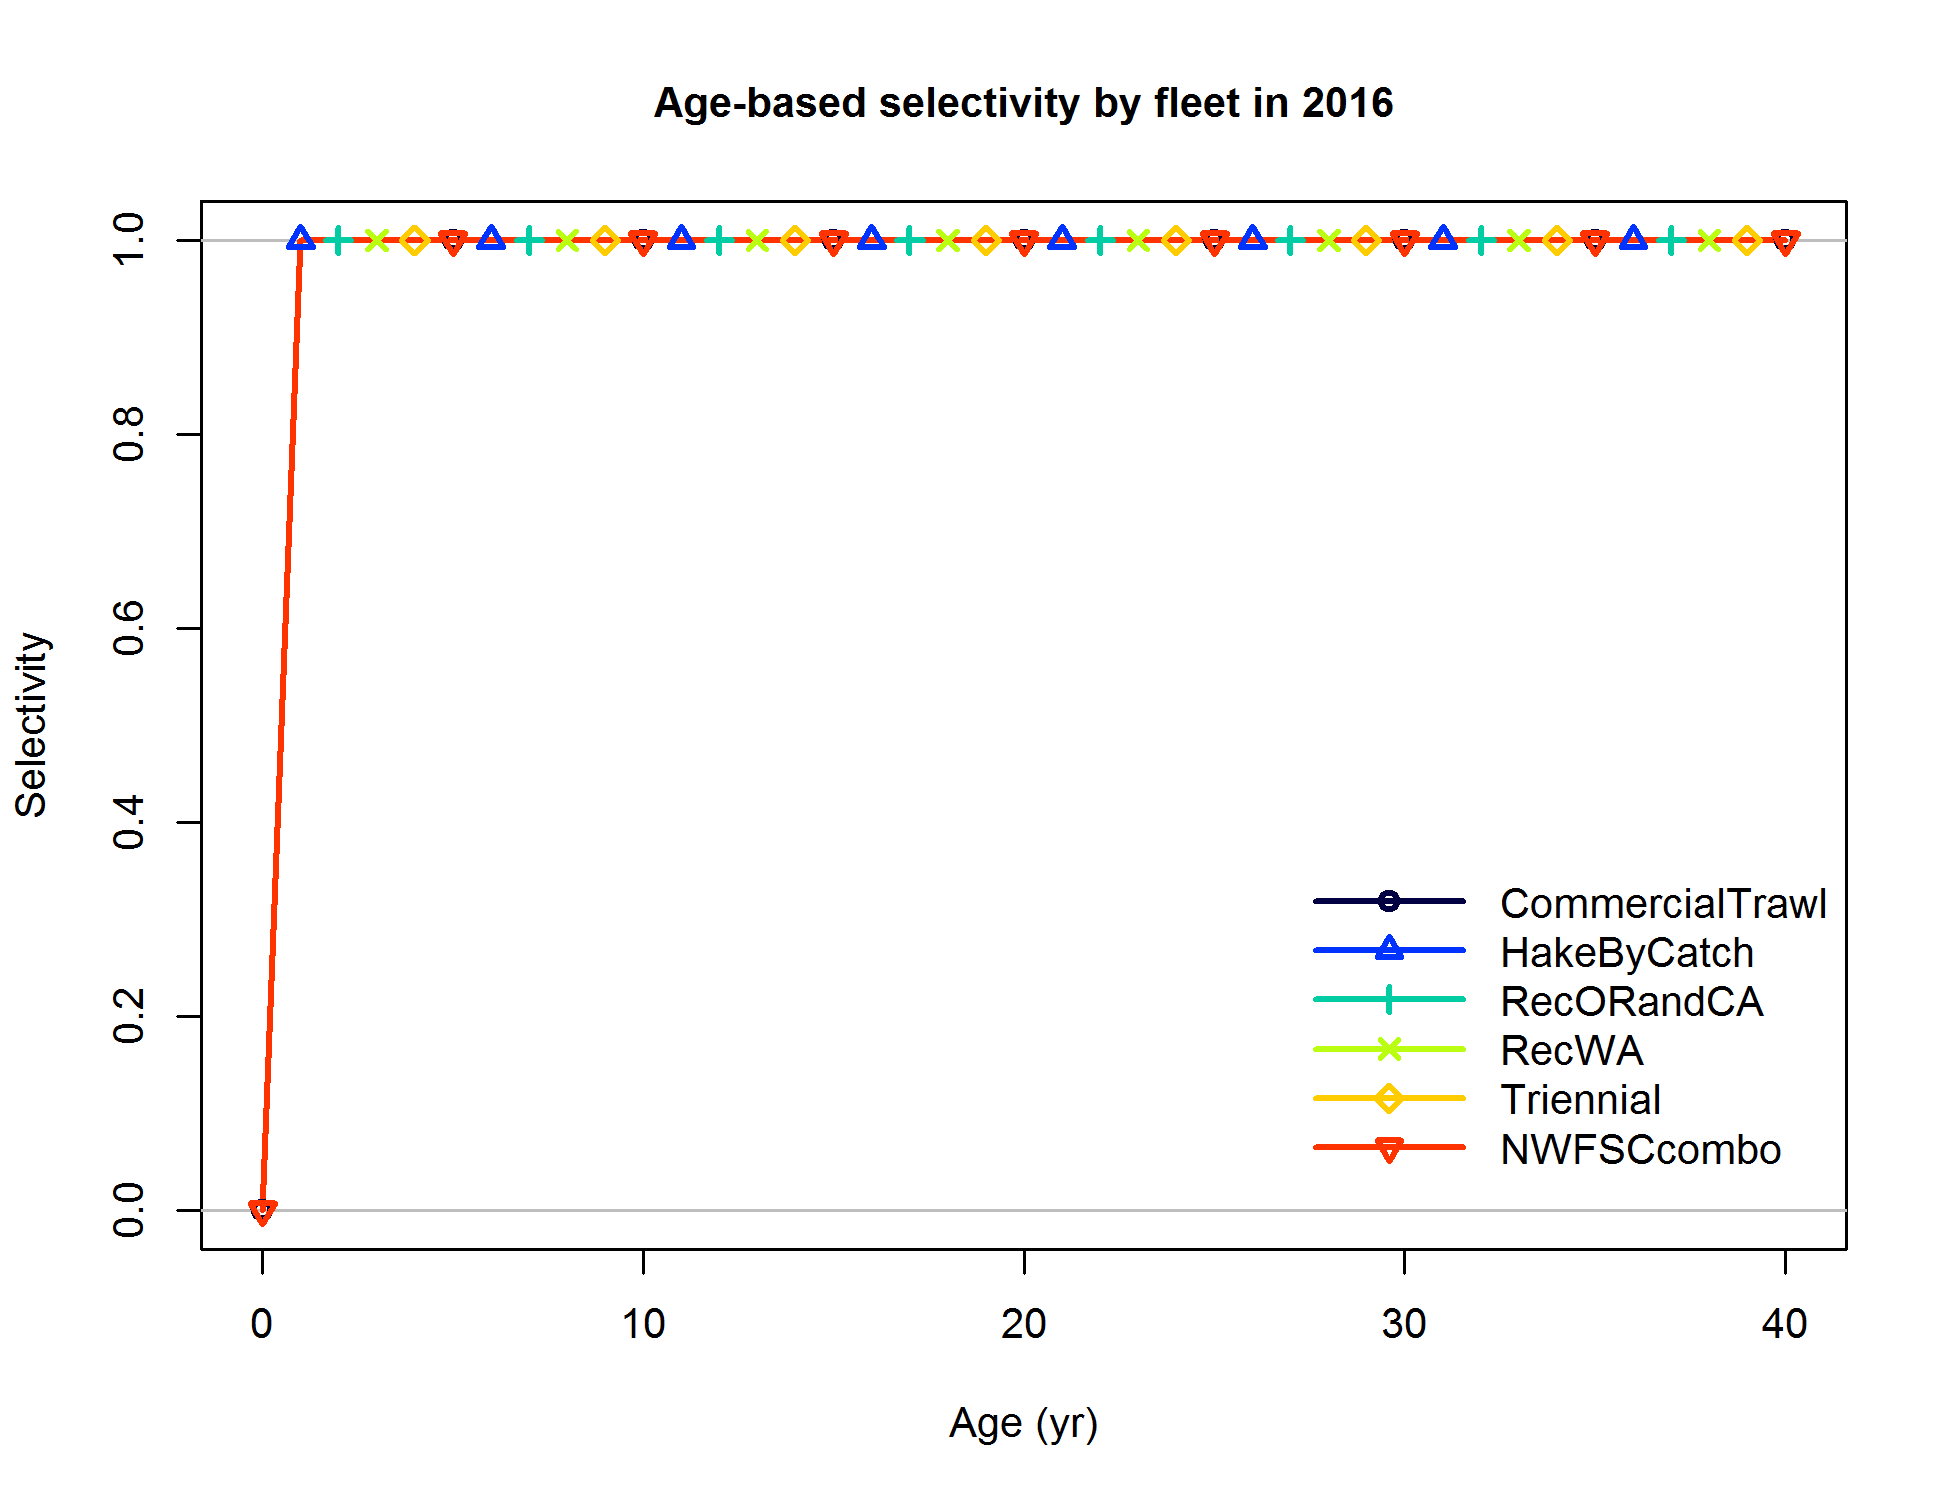 Age-based selectivity by fleet in 2016
Selectivity
1.0
0.8
0.6
0.4
0.2
0.0
CommercialTrawl
HakeByCatch
RecORandCA
RecWA
Triennial
NWFSCcombo
0 10 20 30 40
Age (yr)